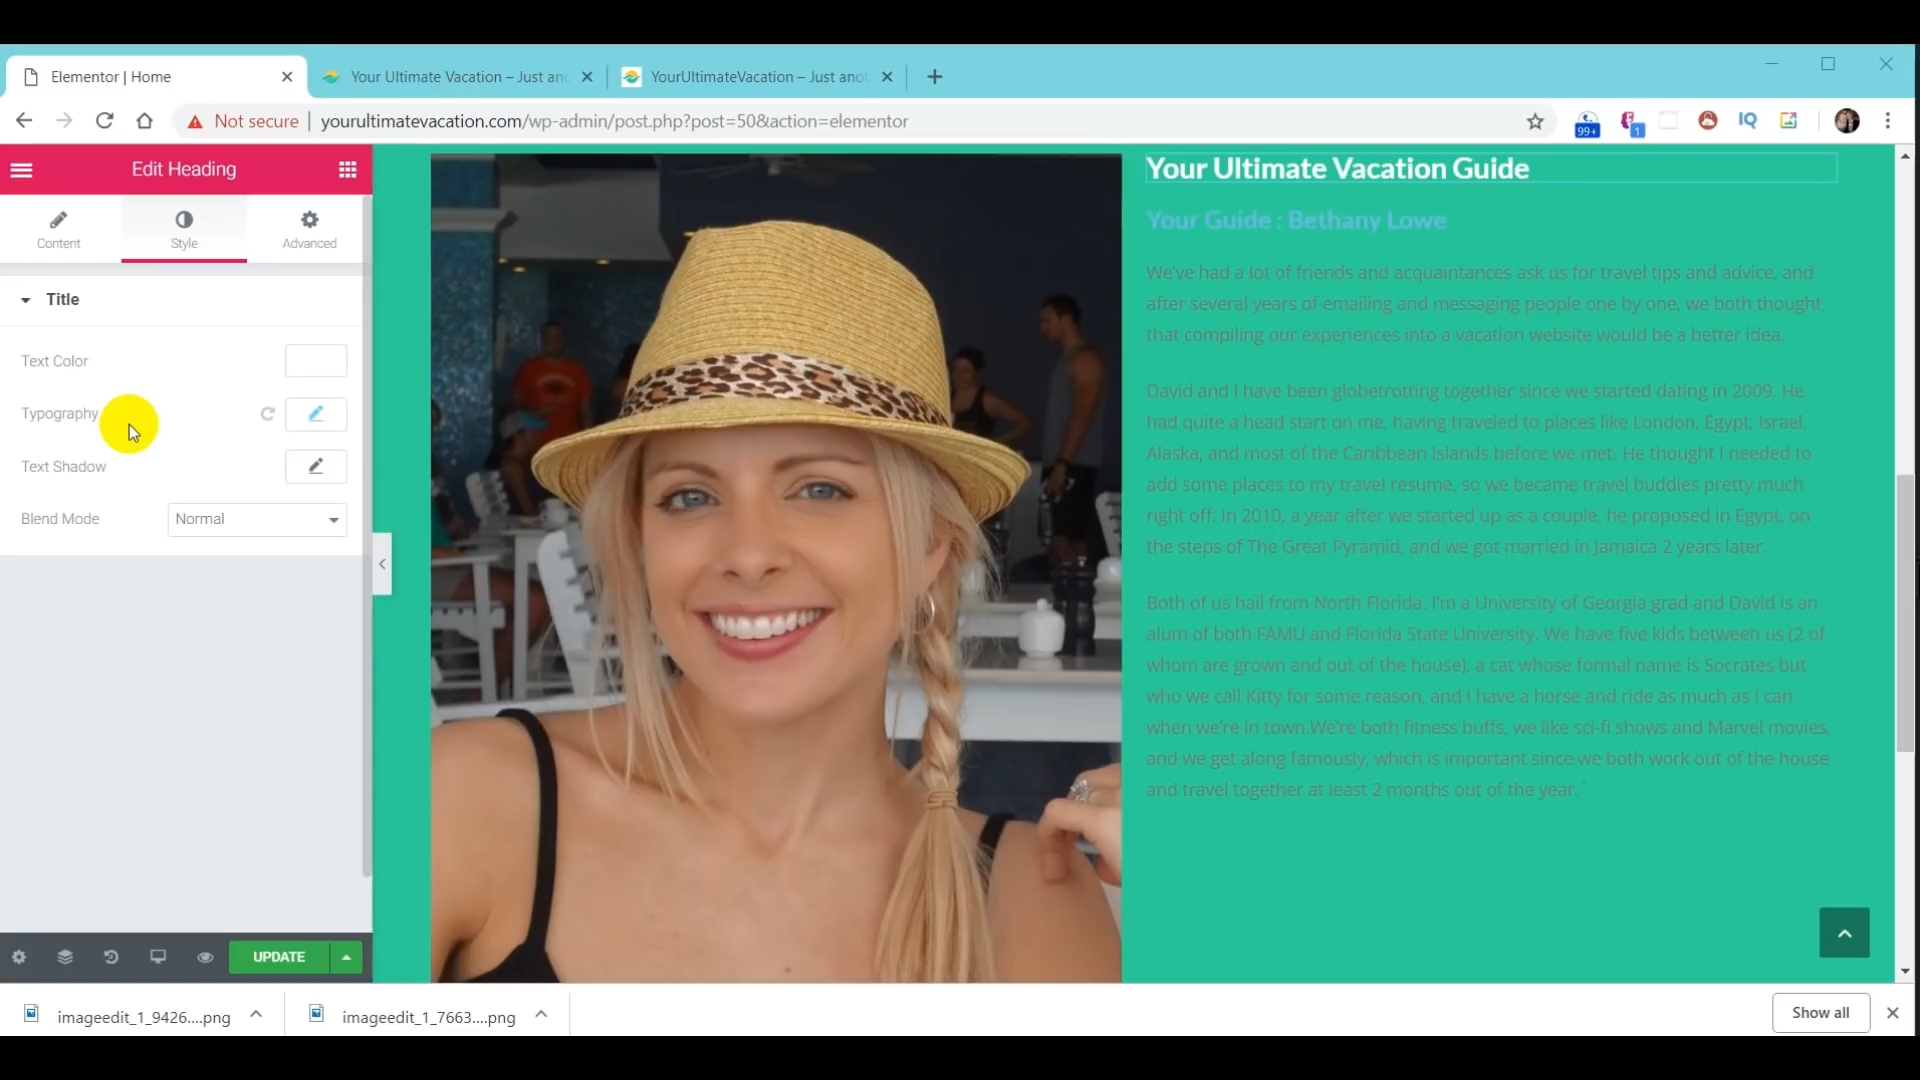 Elementor | Home
Your Ultimate Vacation – Just an
YourUltimateVacation – Just anot
Not secure | yourultimatevacation.com/wp-admin/post.php?post=50&action=elementor
99+
1
IQ
Edit Heading
Content
Style
Advanced
Title
Text Color
Typography
Text Shadow
Blend Mode
Normal
UPDATE
Your Ultimate Vacation Guide
Your Guide : Bethany Lowe
We've had a lot of friends and acquaintances ask us for travel tips and advice, and
after several years of emailing and messaging people one by one, we both thought
that compiling our experiences into a vacation website would be a better idea.
David and I have been globetrotting together since we started dating in 2009. He
had quite a head start on me, having traveled to places like London, Egypt, Israel,
Alaska, and most of the Caribbean Islands before we met. He thought I needed to
add some places to my travel resume, so we became travel buddies pretty much
right off. In 2010, a year after we started up as a couple, he proposed in Egypt, on
the steps of The Great Pyramid, and we got married in Jamaica 2 years later.
Both of us hail from North Florida. I'm a University of Georgia grad and David is an
alum of both FAMU and Florida State University. We have five kids between us (2 of
whom are grown and out of the house), a cat whose formal name is Socrates but
who we call Kitty for some reason, and I have a horse and ride as much as I can
when we're in town.We're both fitness buffs, we like sci-fi shows and Marvel movies,
and we get along famously, which is important since we both work out of the house
and travel together at least 2 months out of the year.
imageedit_1_9426....png
imageedit_1_7663....png
Show all